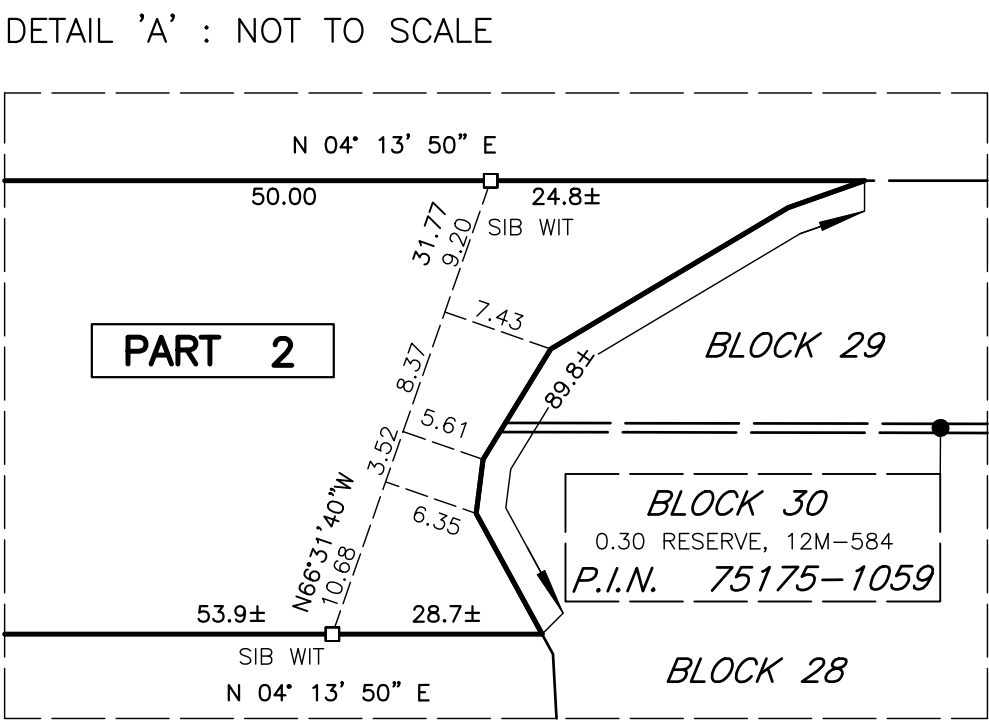 DETAIL 'A' : NOT TO SCALE
N 04° 13' 50" E
50.00
24.8±
SIB WIT
31.77
9.20
7.43
PART 2
8.37
89.8±
BLOCK 29
5.61
3.52
6.35
N66°31'40"W
10.68
BLOCK 30
0.30 RESERVE, 12M-584
P.I.N. 75175-1059
53.9±
28.7±
SIB WIT
N 04° 13' 50" E
BLOCK 28